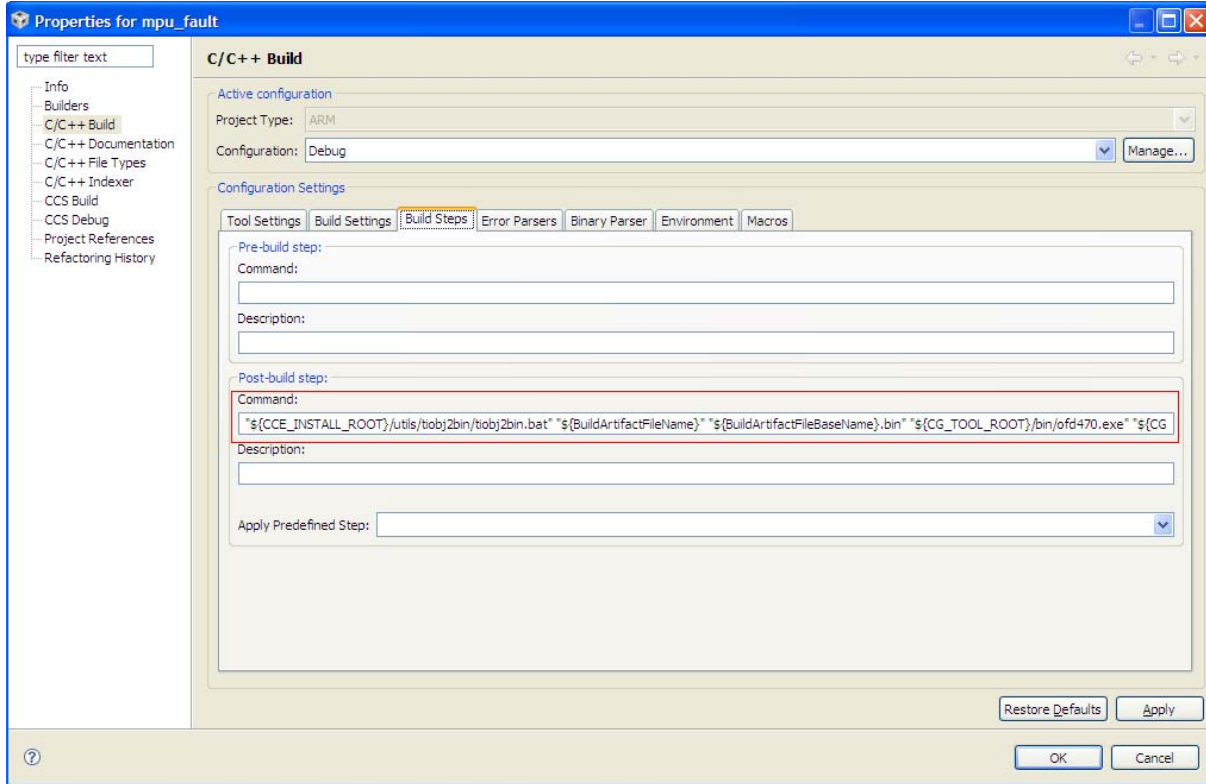 Properties for mpu_fault
type filter text
Info
Builders
C/C++ Build
C/C++ Documentation
C/C++ File Types
C/C++ Indexer
CCS Build
CCS Debug
Project References
Refactoring History
C/C++ Build
Active configuration
Project Type: ARM
Configuration: Debug Manage...
Configuration Settings
Tool Settings Build Settings Build Steps Error Parsers Binary Parser Environment Macros
Pre-build step:
Command:
Description:
Post-build step:
Command:
"${CCE_INSTALL_ROOT}/utils/tiobj2bin/tiobj2bin.bat" "${BuildArtifactFileName}" "${BuildArtifactFileBaseName}.bin" "${CG_TOOL_ROOT}/bin/ofd470.exe" "${CG
Description:
Apply Predefined Step:
Restore Defaults Apply
? OK Cancel